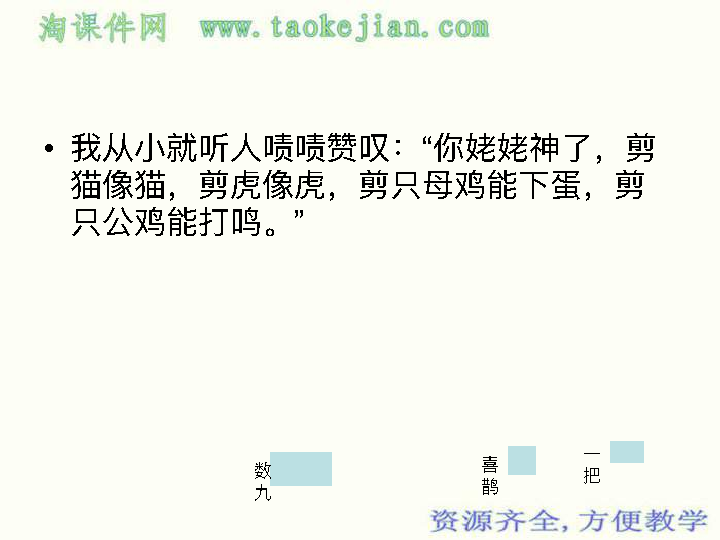 淘课件网 www.taokejian.com
• 我从小就听人啧啧赞叹：“你姥姥神了，剪
猫像猫，剪虎像虎，剪只母鸡能下蛋，剪
只公鸡能打鸣。”
数
九
喜
鹊
一
把
资源齐全,方便教学